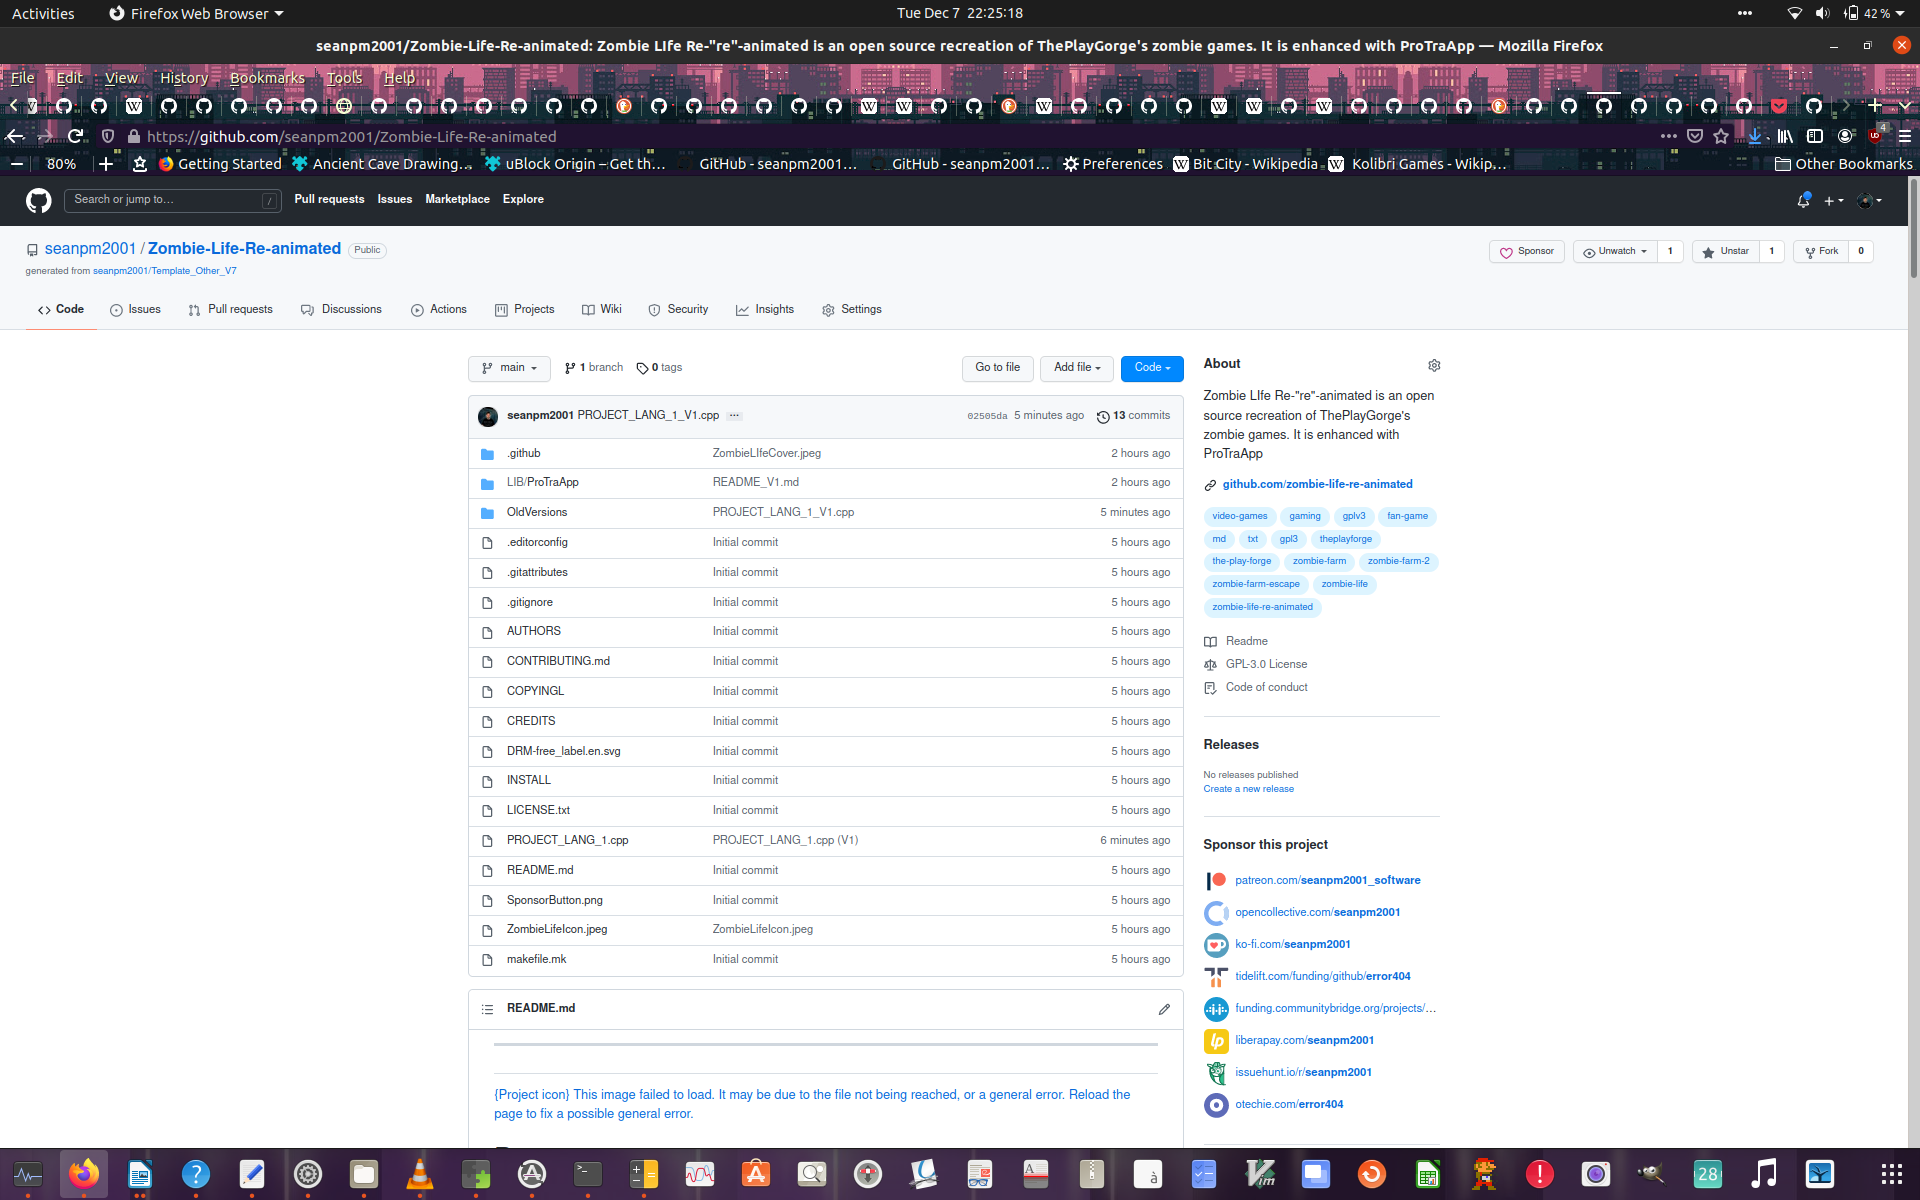 Activities Firefox Web Browser Tue Dec 7 22:25:18 42 %
seanpm2001/Zombie-Life-Re-animated: Zombie LIfe Re-"re"-animated is an open source recreation of ThePlayGorge's zombie games. It is enhanced with ProTraApp — Mozilla Firefox
File Edit View History Bookmarks Tools Help
https://github.com/seanpm2001/Zombie-Life-Re-animated 4
80% Getting Started Ancient Cave Drawing… uBlock Origin – Get th… GitHub - seanpm2001… GitHub - seanpm2001… Preferences Bit City - Wikipedia Kolibri Games - Wikip… Other Bookmarks
Search or jump to… / Pull requests Issues Marketplace Explore
seanpm2001 / Zombie-Life-Re-animated Public Sponsor Unwatch 1 Unstar 1 Fork 0
generated from seanpm2001/Template_Other_V7
Code Issues Pull requests Discussions Actions Projects Wiki Security Insights Settings
main 1 branch 0 tags Go to file Add file Code
seanpm2001 PROJECT_LANG_1_V1.cpp ... 02505da 5 minutes ago 13 commits
.github ZombieLIfeCover.jpeg 2 hours ago
LIB/ProTraApp README_V1.md 2 hours ago
OldVersions PROJECT_LANG_1_V1.cpp 5 minutes ago
.editorconfig Initial commit 5 hours ago
.gitattributes Initial commit 5 hours ago
.gitignore Initial commit 5 hours ago
AUTHORS Initial commit 5 hours ago
CONTRIBUTING.md Initial commit 5 hours ago
COPYINGL Initial commit 5 hours ago
CREDITS Initial commit 5 hours ago
DRM-free_label.en.svg Initial commit 5 hours ago
INSTALL Initial commit 5 hours ago
LICENSE.txt Initial commit 5 hours ago
PROJECT_LANG_1.cpp PROJECT_LANG_1.cpp (V1) 6 minutes ago
README.md Initial commit 5 hours ago
SponsorButton.png Initial commit 5 hours ago
ZombieLifeIcon.jpeg ZombieLifeIcon.jpeg 5 hours ago
makefile.mk Initial commit 5 hours ago
README.md
{Project icon} This image failed to load. It may be due to the file not being reached, or a general error. Reload the
page to fix a possible general error.
About
Zombie LIfe Re-"re"-animated is an open
source recreation of ThePlayGorge's
zombie games. It is enhanced with
ProTraApp
github.com/zombie-life-re-animated
video-games gaming gplv3 fan-game
md txt gpl3 theplayforge
the-play-forge zombie-farm zombie-farm-2
zombie-farm-escape zombie-life
zombie-life-re-animated
Readme
GPL-3.0 License
Code of conduct
Releases
No releases published
Create a new release
Sponsor this project
patreon.com/seanpm2001_software
opencollective.com/seanpm2001
ko-fi.com/seanpm2001
tidelift.com/funding/github/error404
funding.communitybridge.org/projects/…
liberapay.com/seanpm2001
issuehunt.io/r/seanpm2001
otechie.com/error404
28